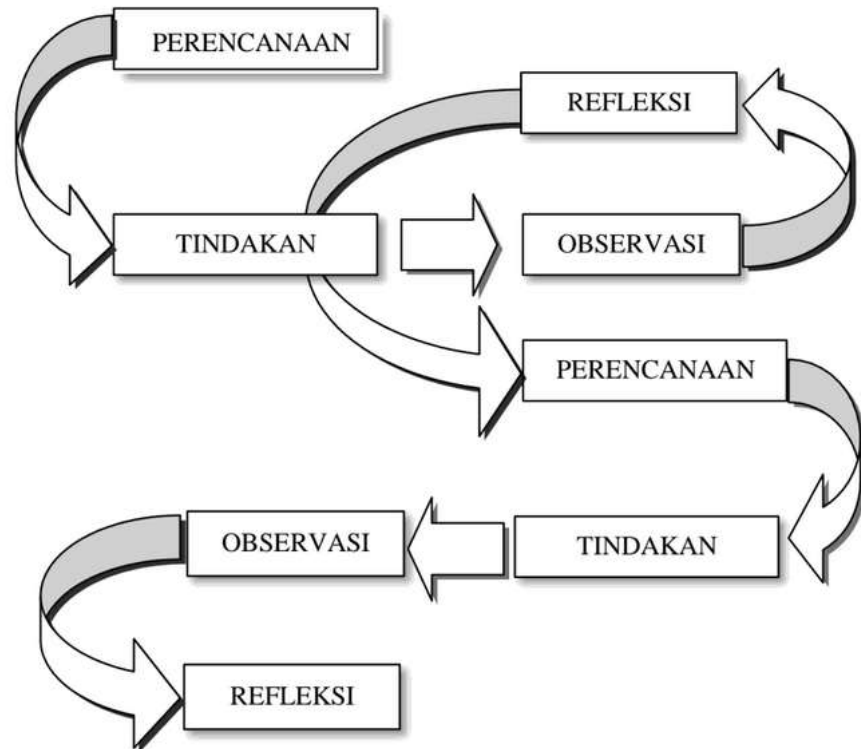 PERENCANAAN
REFLEKSI
TINDAKAN
OBSERVASI
PERENCANAAN
OBSERVASI
TINDAKAN
REFLEKSI